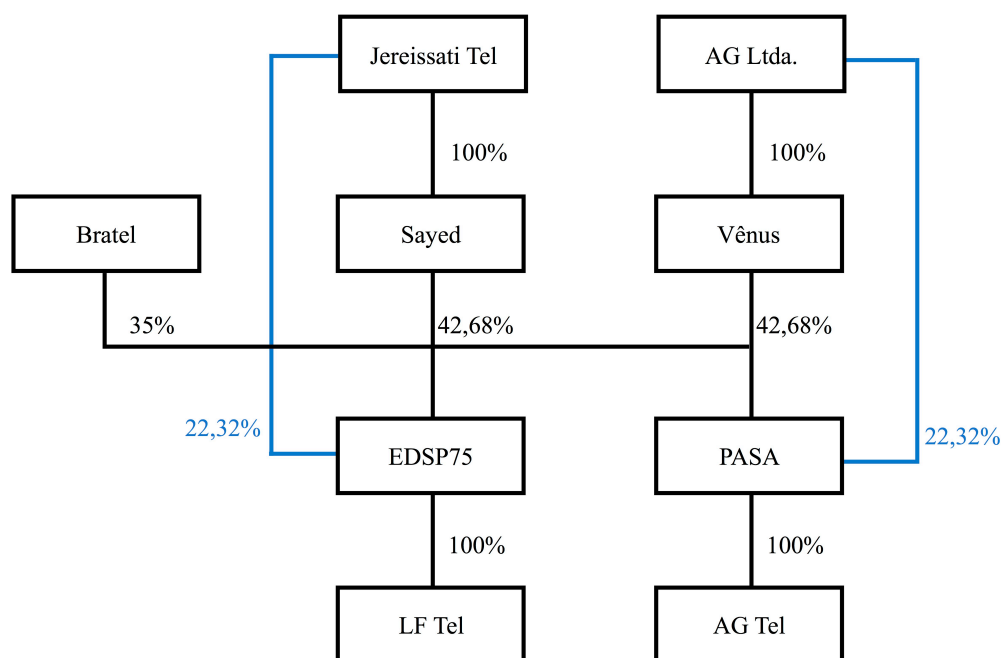 Jereissati Tel
AG Ltda.
100%
100%
Bratel
Sayed
Vênus
35%
42,68%
42,68%
22,32%
22,32%
EDSP75
PASA
100%
100%
LF Tel
AG Tel